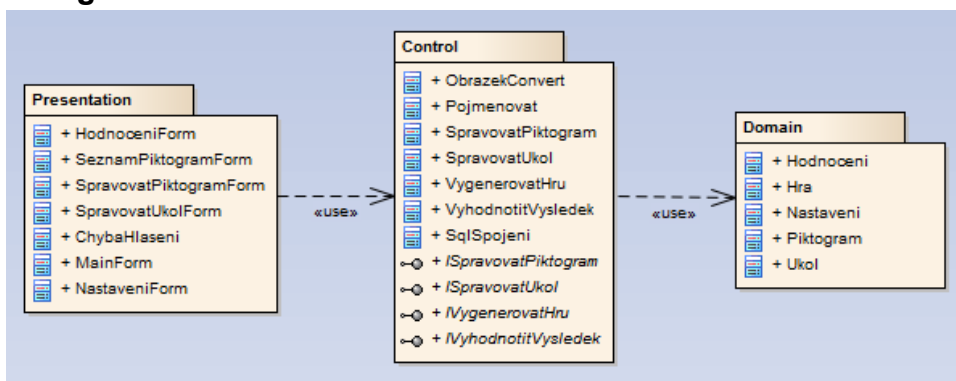 Presentation
+ HodnoceniForm
+ SeznamPiktogramForm
+ SpravovatPiktogramForm
+ SpravovatUkolForm
+ ChybaHlaseni
+ MainForm
+ NastaveniForm
«use»
Control
+ ObrazekConvert
+ Pojmenovat
+ SpravovatPiktogram
+ SpravovatUkol
+ VygenerovatHru
+ VyhodnotitVysledek
+ SqlSpojeni
+ ISpravovatPiktogram
+ ISpravovatUkol
+ IVygenerovatHru
+ IVyhodnotitVysledek
«use»
Domain
+ Hodnoceni
+ Hra
+ Nastaveni
+ Piktogram
+ Ukol